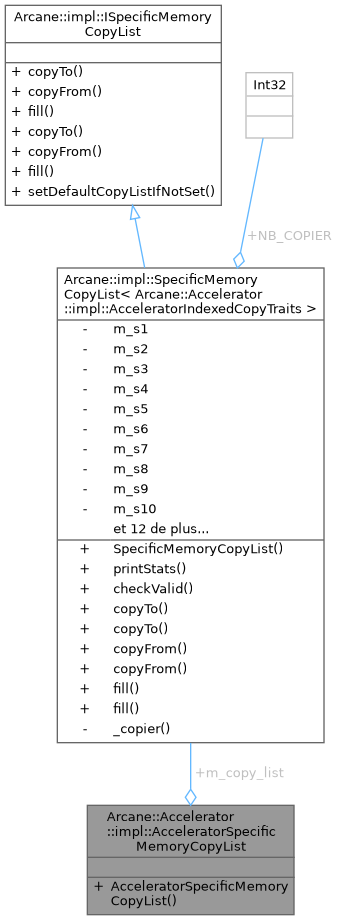 Arcane::impl::ISpecificMemory
CopyList
+ copyTo()
+ copyFrom()
+ fill()
+ copyTo()
+ copyFrom()
+ fill()
+ setDefaultCopyListIfNotSet()
Int32
+NB_COPIER
Arcane::impl::SpecificMemory
CopyList< Arcane::Accelerator
::impl::AcceleratorIndexedCopyTraits >
- m_s1
- m_s2
- m_s3
- m_s4
- m_s5
- m_s6
- m_s7
- m_s8
- m_s9
- m_s10
et 12 de plus...
+ SpecificMemoryCopyList()
+ printStats()
+ checkValid()
+ copyTo()
+ copyTo()
+ copyFrom()
+ copyFrom()
+ fill()
+ fill()
- _copier()
+m_copy_list
Arcane::Accelerator
::impl::AcceleratorSpecific
MemoryCopyList
+ AcceleratorSpecificMemory
CopyList()